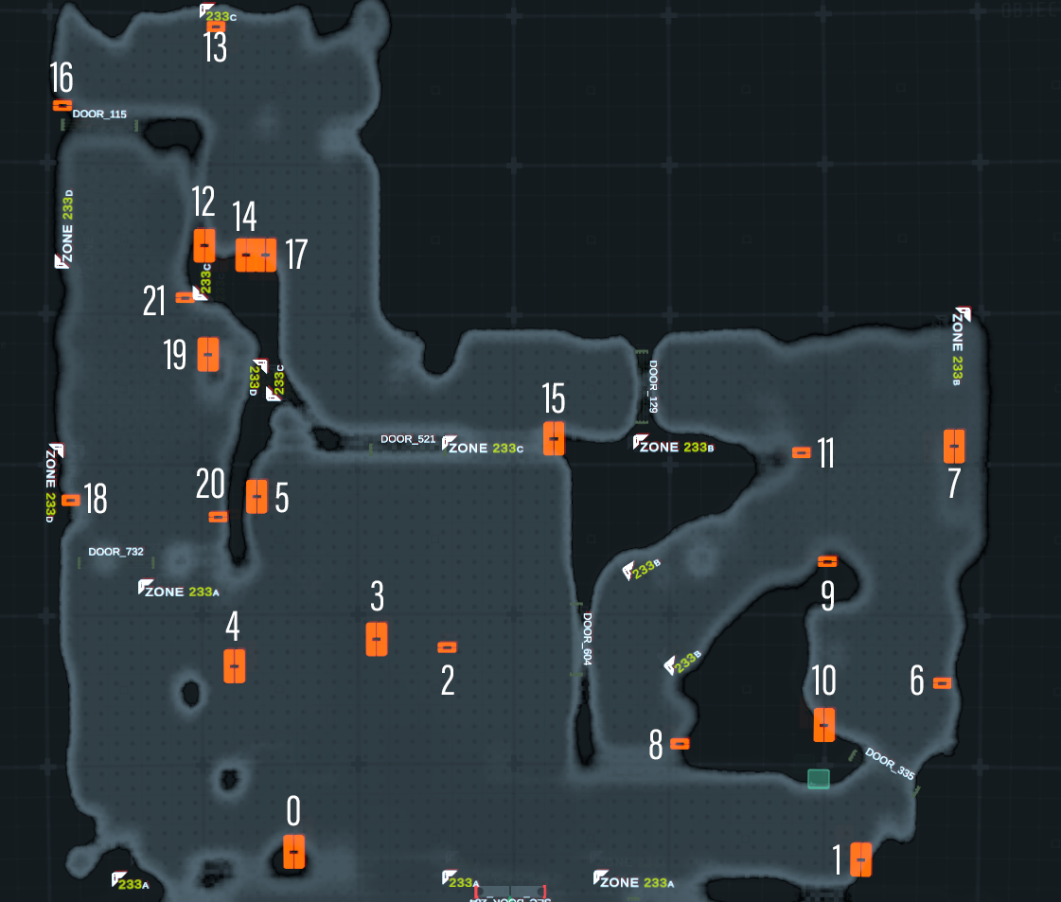 233C
13
16
DOOR_115
ZONE 233D
12
14
17
233C
21
19
233D
233C
ZONE 233B
DOOR_129
15
DOOR_521
ZONE 233C
ZONE 233B
11
7
ZONE 233D
18
20
5
DOOR_732
ZONE 233A
233B
9
3
4
2
DOOR_604
233B
6
10
8
DOOR_335
0
1
233A
233A
ZONE 233A